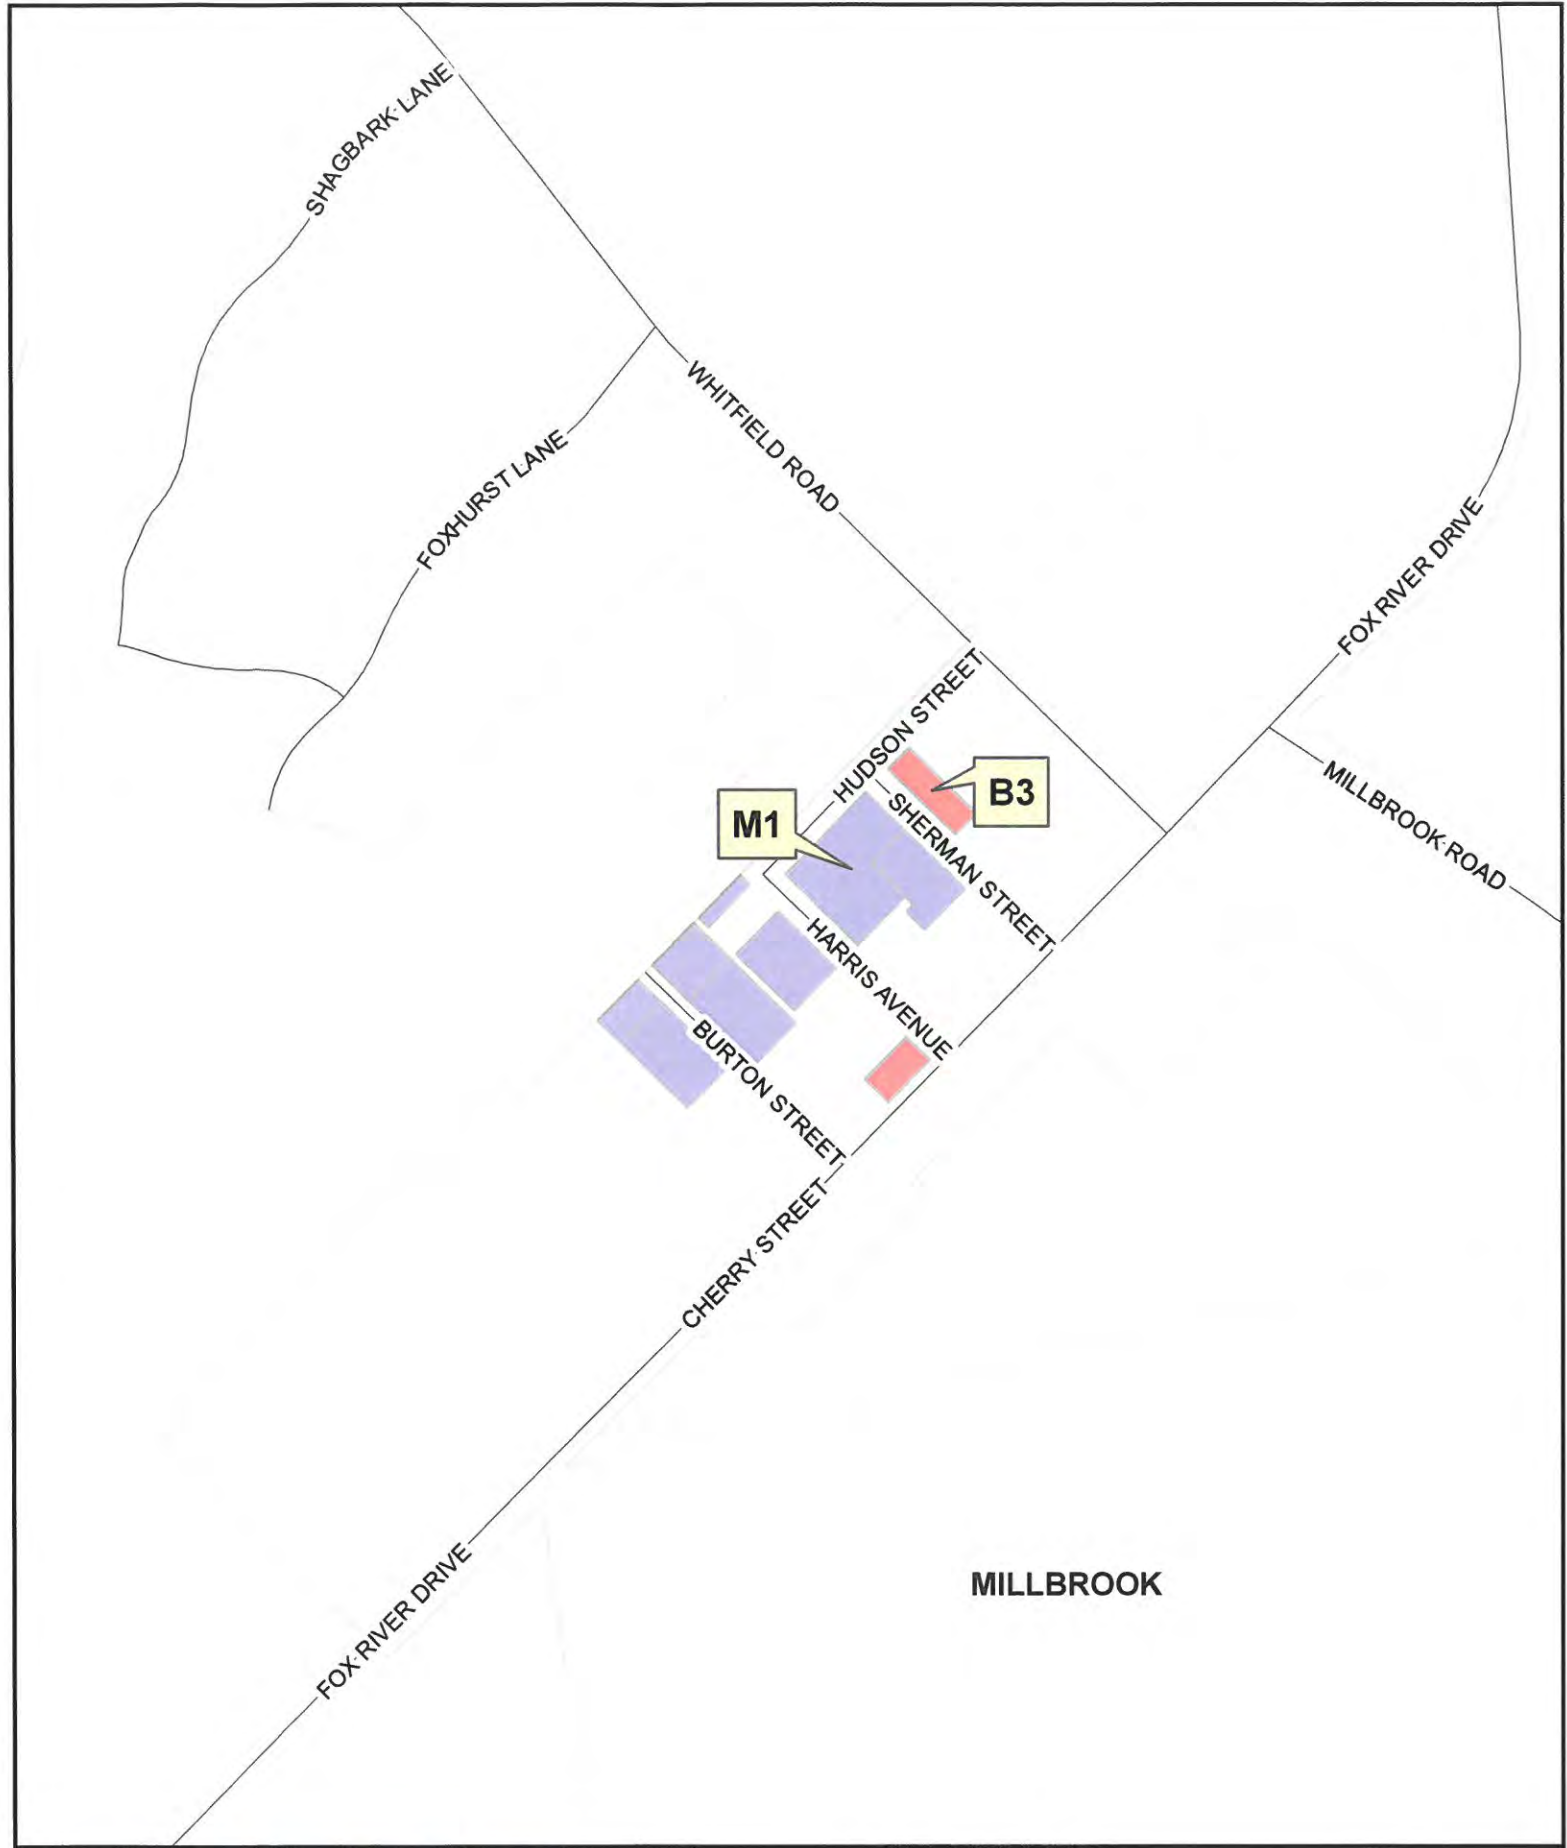 SHAGBARK LANE
WHITFIELD ROAD
FOXHURST LANE
FOX RIVER DRIVE
HUDSON STREET
B3
MILLBROOK ROAD
M1
SHERMAN STREET
HARRIS AVENUE
BURTON STREET
CHERRY STREET
FOX RIVER DRIVE
MILLBROOK